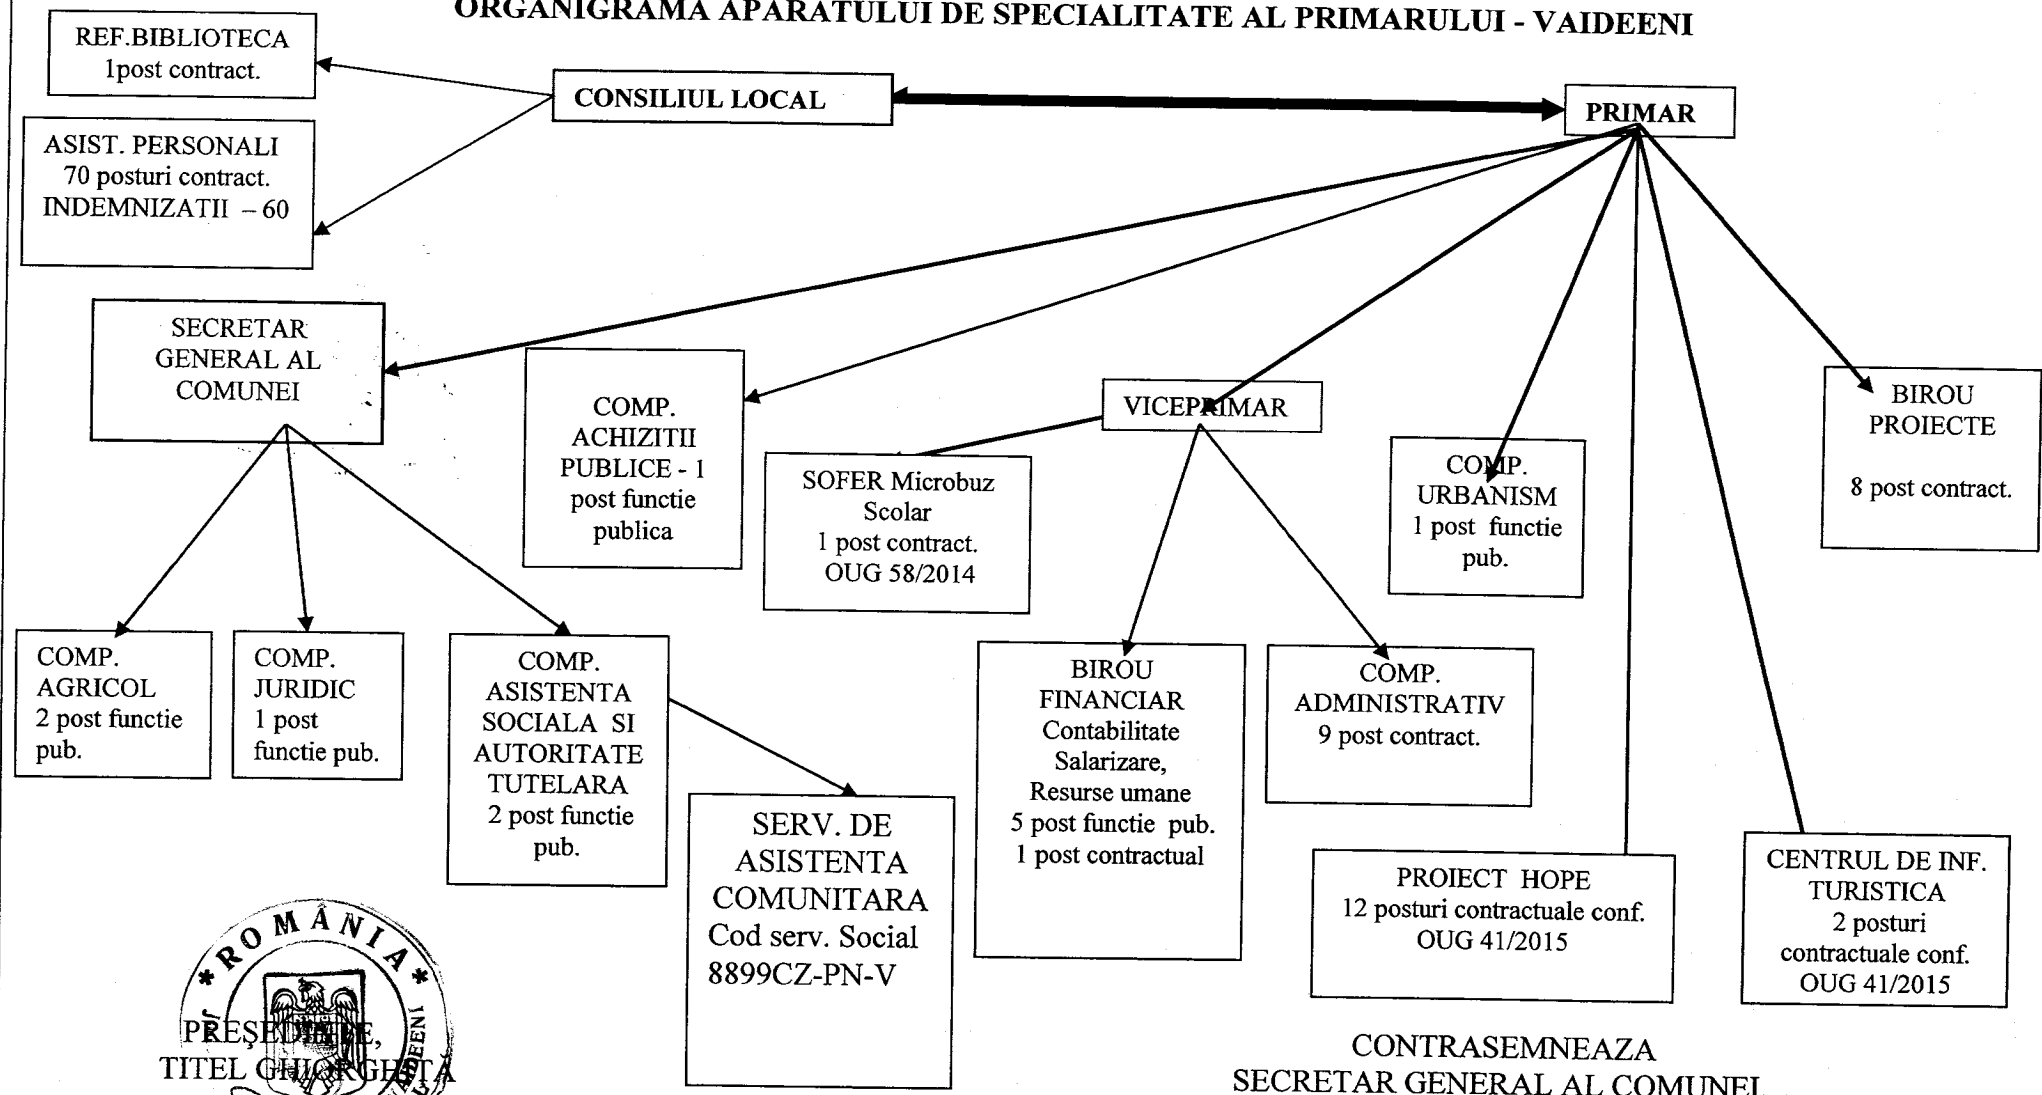 ORGANIGRAMA APARATULUI DE SPECIALITATE AL PRIMARULUI - VAIDEENI
REF.BIBLIOTECA
1post contract.
CONSILIUL LOCAL
PRIMAR
ASIST. PERSONALI
70 posturi contract.
INDEMNIZATII – 60
SECRETAR
GENERAL AL
COMUNEI
COMP.
ACHIZITII
PUBLICE - 1
post functie
publica
VICEPRIMAR
SOFER Microbuz
Scolar
1 post contract.
OUG 58/2014
COMP.
URBANISM
1 post functie
pub.
BIROU
PROIECTE
8 post contract.
COMP.
AGRICOL
2 post functie
pub.
COMP.
JURIDIC
1 post
functie pub.
COMP.
ASISTENTA
SOCIALA SI
AUTORITATE
TUTELARA
2 post functie
pub.
SERV. DE
ASISTENTA
COMUNITARA
Cod serv. Social
8899CZ-PN-V
BIROU
FINANCIAR
Contabilitate
Salarizare,
Resurse umane
5 post functie pub.
1 post contractual
COMP.
ADMINISTRATIV
9 post contract.
PROIECT HOPE
12 posturi contractuale conf.
OUG 41/2015
CENTRUL DE INF.
TURISTICA
2 posturi
contractuale conf.
OUG 41/2015
* ROMÂNIA *
PREŞEDINTE,
TITEL GHIORGHIŢĂ
CONTRASEMNEAZA
SECRETAR GENERAL AL COMUNEI